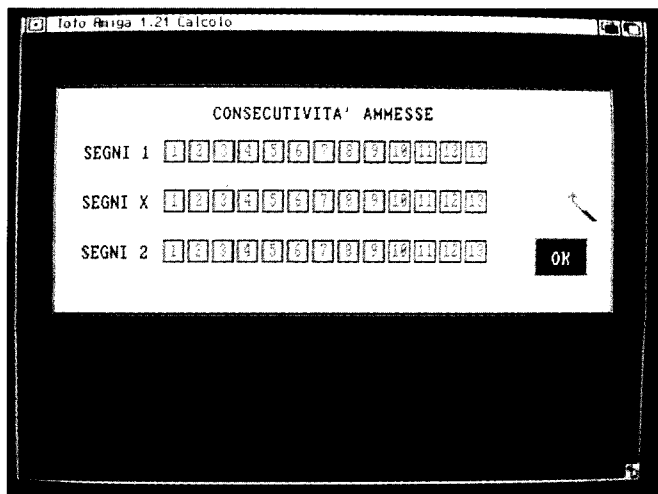 Toto Amiga 1.21 Calcolo
CONSECUTIVITA' AMMESSE
SEGNI 1 1 2 3 4 5 6 7 8 9 10 11 12 13
SEGNI X 1 2 3 4 5 6 7 8 9 10 11 12 13
SEGNI 2 1 2 3 4 5 6 7 8 9 10 11 12 13
OK